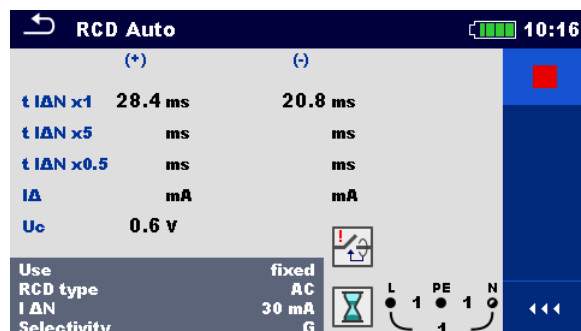 RCD Auto 10:16
(+) (-)
t IΔN x1 28.4 ms 20.8 ms
t IΔN x5 ms ms
t IΔN x0.5 ms ms
IΔ mA mA
Uc 0.6 V
!
Use fixed
RCD type AC
I ΔN 30 mA
Selectivity G
L PE N
1 1
1